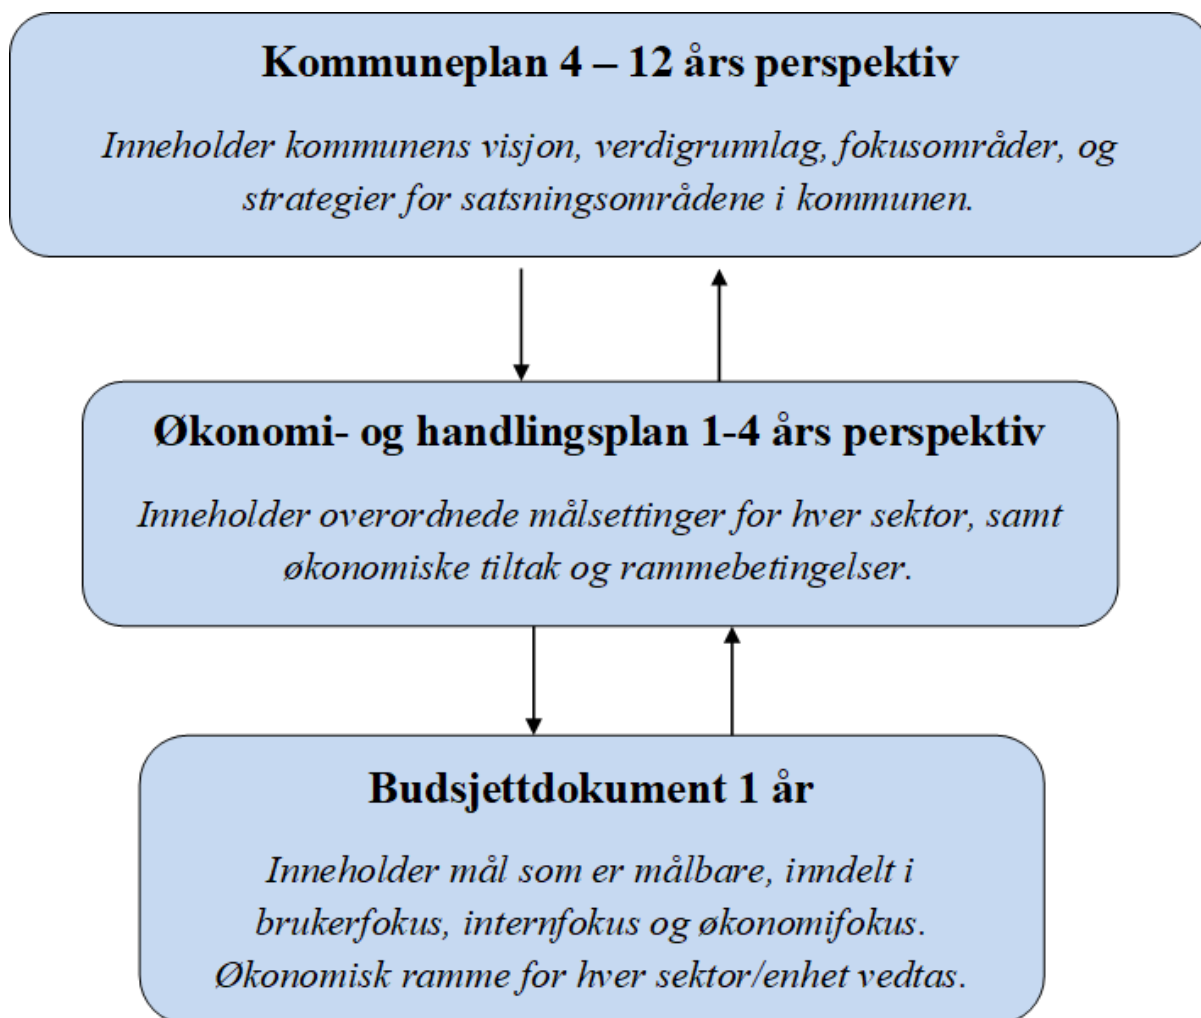 Kommuneplan 4 – 12 års perspektiv
Inneholder kommunens visjon, verdigrunnlag, fokusområder, og
strategier for satsningsområdene i kommunen.
Økonomi- og handlingsplan 1-4 års perspektiv
Inneholder overordnede målsettinger for hver sektor, samt
økonomiske tiltak og rammebetingelser.
Budsjettdokument 1 år
Inneholder mål som er målbare, inndelt i
brukerfokus, internfokus og økonomifokus.
Økonomisk ramme for hver sektor/enhet vedtas.